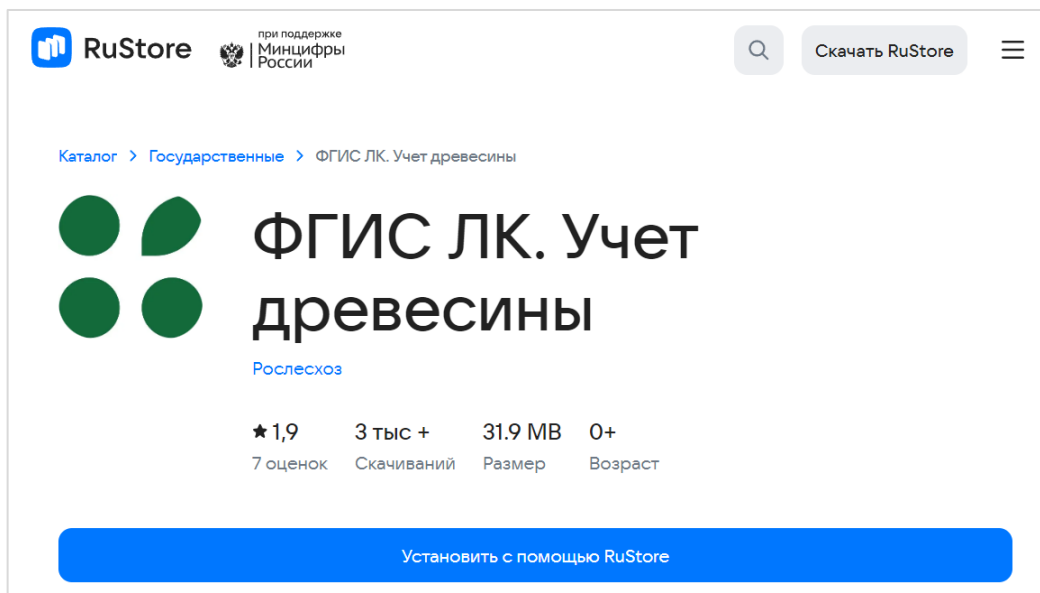 RuStore
при поддержке
Минцифры
России
Скачать RuStore
Каталог > Государственные > ФГИС ЛК. Учет древесины
ФГИС ЛК. Учет
древесины
Рослесхоз
★ 1,9 3 тыс + 31.9 MB 0+
7 оценок Скачиваний Размер Возраст
Установить с помощью RuStore